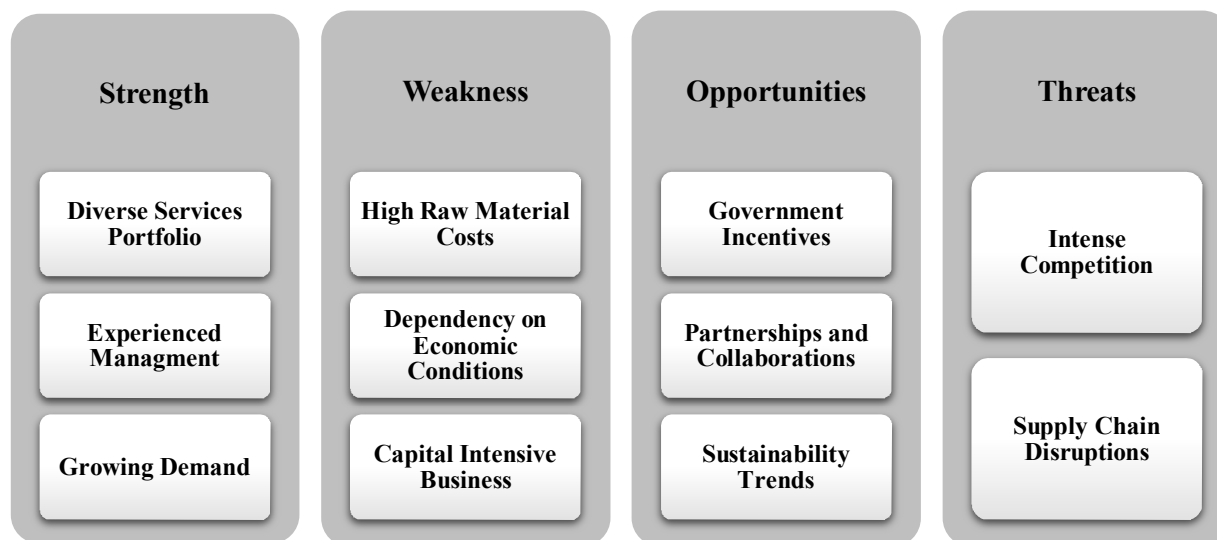 Strength
Diverse Services
Portfolio
Experienced
Managment
Growing Demand
Weakness
High Raw Material
Costs
Dependency on
Economic
Conditions
Capital Intensive
Business
Opportunities
Government
Incentives
Partnerships and
Collaborations
Sustainability
Trends
Threats
Intense
Competition
Supply Chain
Disruptions